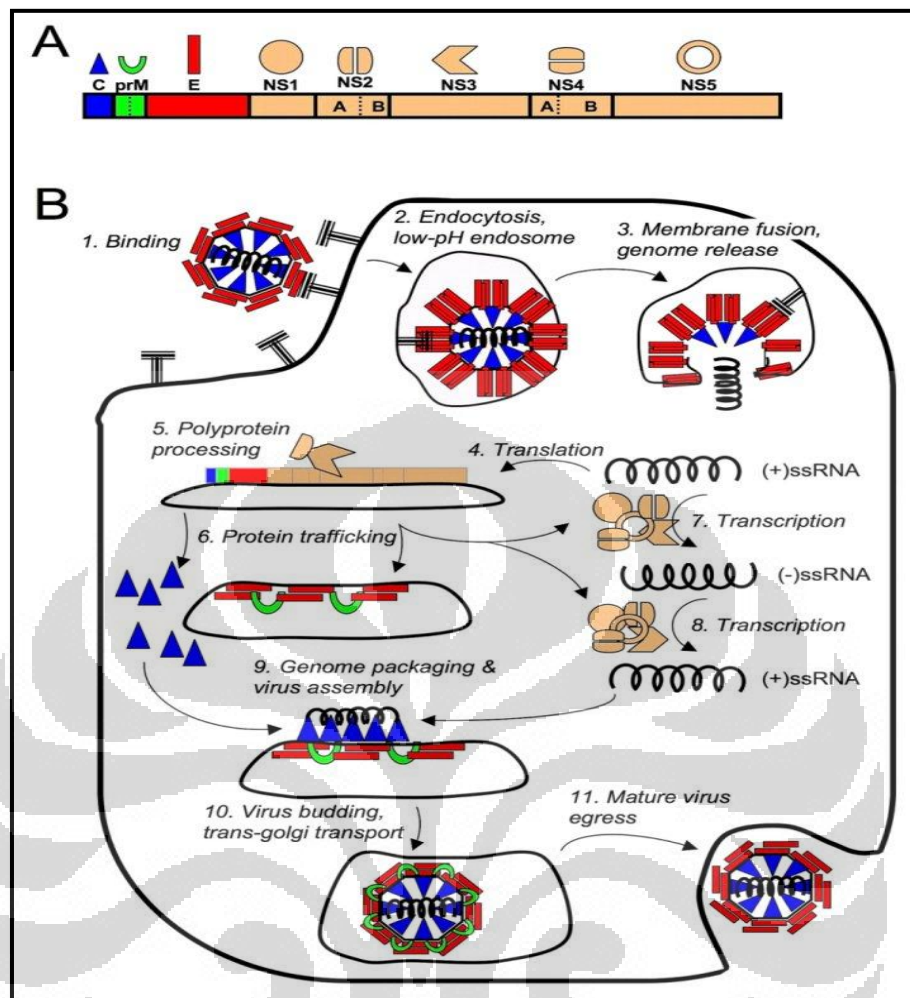 A
C prM E NS1 NS2 NS3 NS4 NS5
A B A B
B
1. Binding
2. Endocytosis,
low-pH endosome
3. Membrane fusion,
genome release
5. Polyprotein
processing
4. Translation
(+)ssRNA
6. Protein trafficking
7. Transcription
(-)ssRNA
8. Transcription
(+)ssRNA
9. Genome packaging &
virus assembly
10. Virus budding,
trans-golgi transport
11. Mature virus
egress